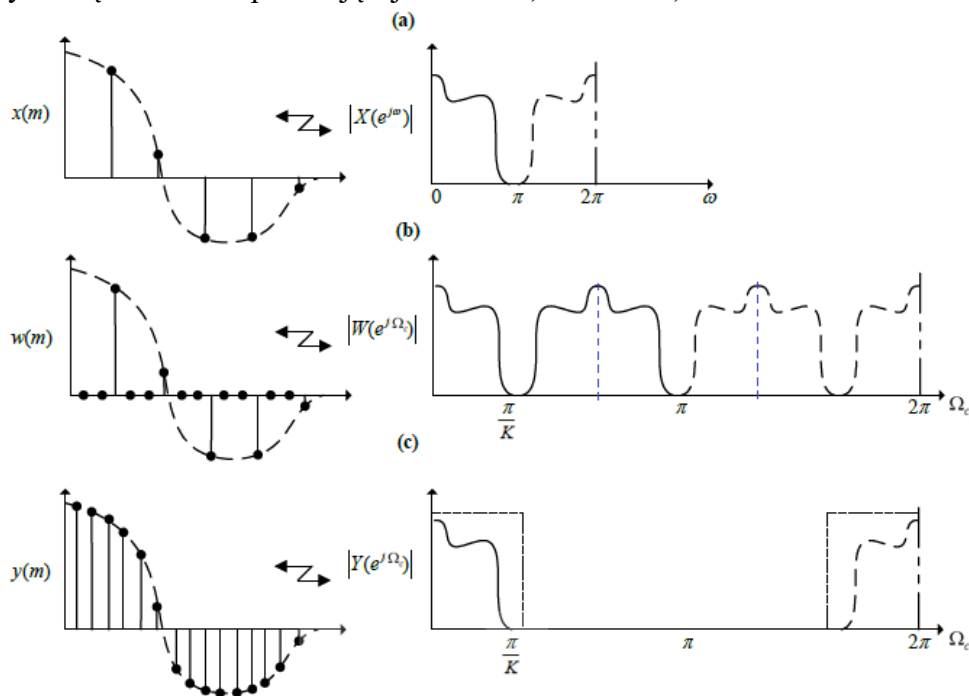 (a)
x(m)
|X(e^{jω})|
0 π 2π ω
(b)
w(m)
|W(e^{jΩ_c})|
π/K π 2π Ω_c
(c)
y(m)
|Y(e^{jΩ_c})|
π/K π 2π Ω_c